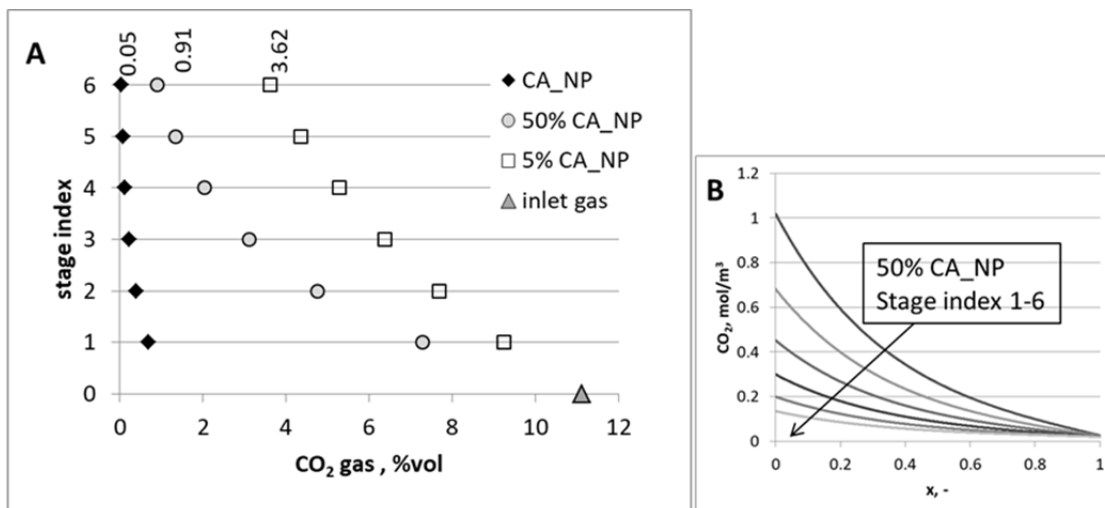 A
0.05
0.91
3.62
6
5
4
3
2
1
0
stage index
CA_NP
50% CA_NP
5% CA_NP
inlet gas
0
2
4
6
8
10
12
CO₂ gas , %vol
B
1.2
1
0.8
0.6
0.4
0.2
0
CO₂, mol/m³
50% CA_NP
Stage index 1-6
0
0.2
0.4
0.6
0.8
1
x, -